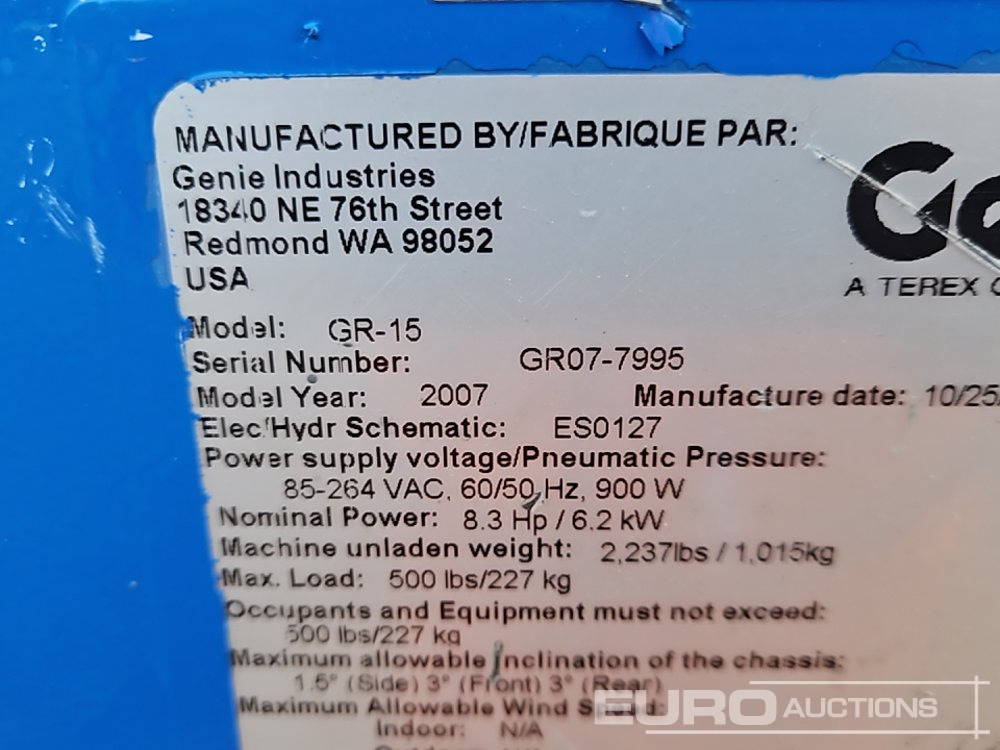 MANUFACTURED BY/FABRIQUE PAR:
Genie Industries
18340 NE 76th Street
Redmond WA 98052
USA
Ge
A TEREX
Model: GR-15
Serial Number: GR07-7995
Model Year: 2007 Manufacture date: 10/25
Elec/Hydr Schematic: ES0127
Power supply voltage/Pneumatic Pressure:
85-264 VAC, 60/50 Hz, 900 W
Nominal Power: 8.3 Hp / 6.2 kW
Machine unladen weight: 2,237lbs / 1,015kg
Max. Load: 500 lbs/227 kg
Occupants and Equipment must not exceed:
500 lbs/227 kg
Maximum allowable inclination of the chassis:
1.5° (Side) 3° (Front) 3° (Rear)
Maximum Allowable Wind Speed:
Indoor: N/A
EURO AUCTIONS